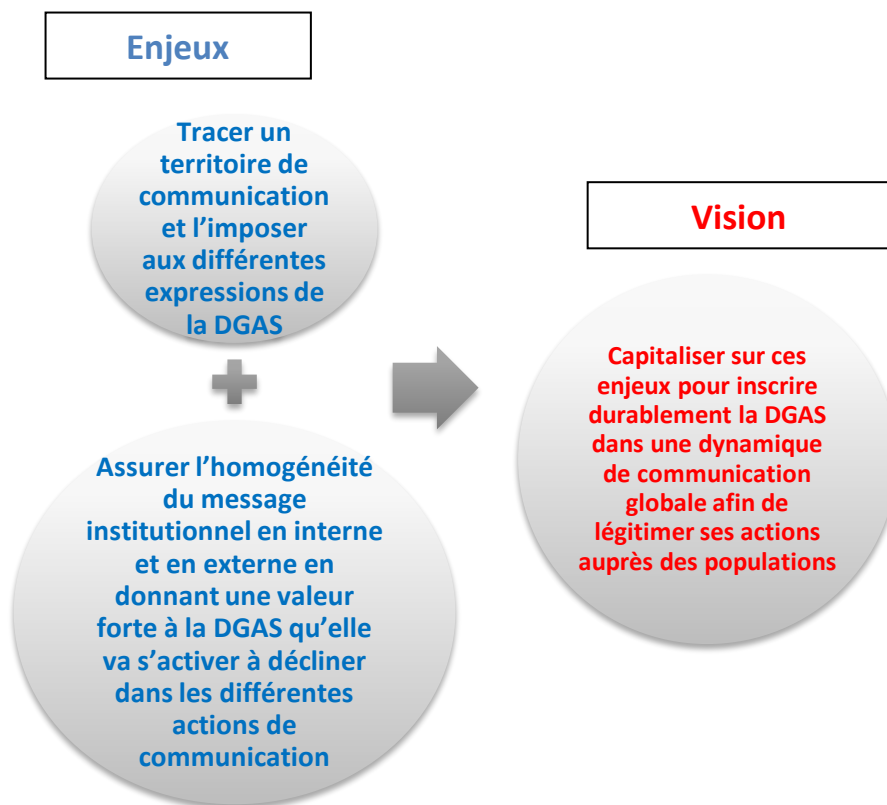 Enjeux
Tracer un
territoire de
communication
et l’imposer
aux différentes
expressions de
la DGAS
Assurer l’homogénéité
du message
institutionnel en interne
et en externe en
donnant une valeur
forte à la DGAS qu’elle
va s’activer à décliner
dans les différentes
actions de
communication
Vision
Capitaliser sur ces
enjeux pour inscrire
durablement la DGAS
dans une dynamique
de communication
globale afin de
légitimer ses actions
auprès des populations